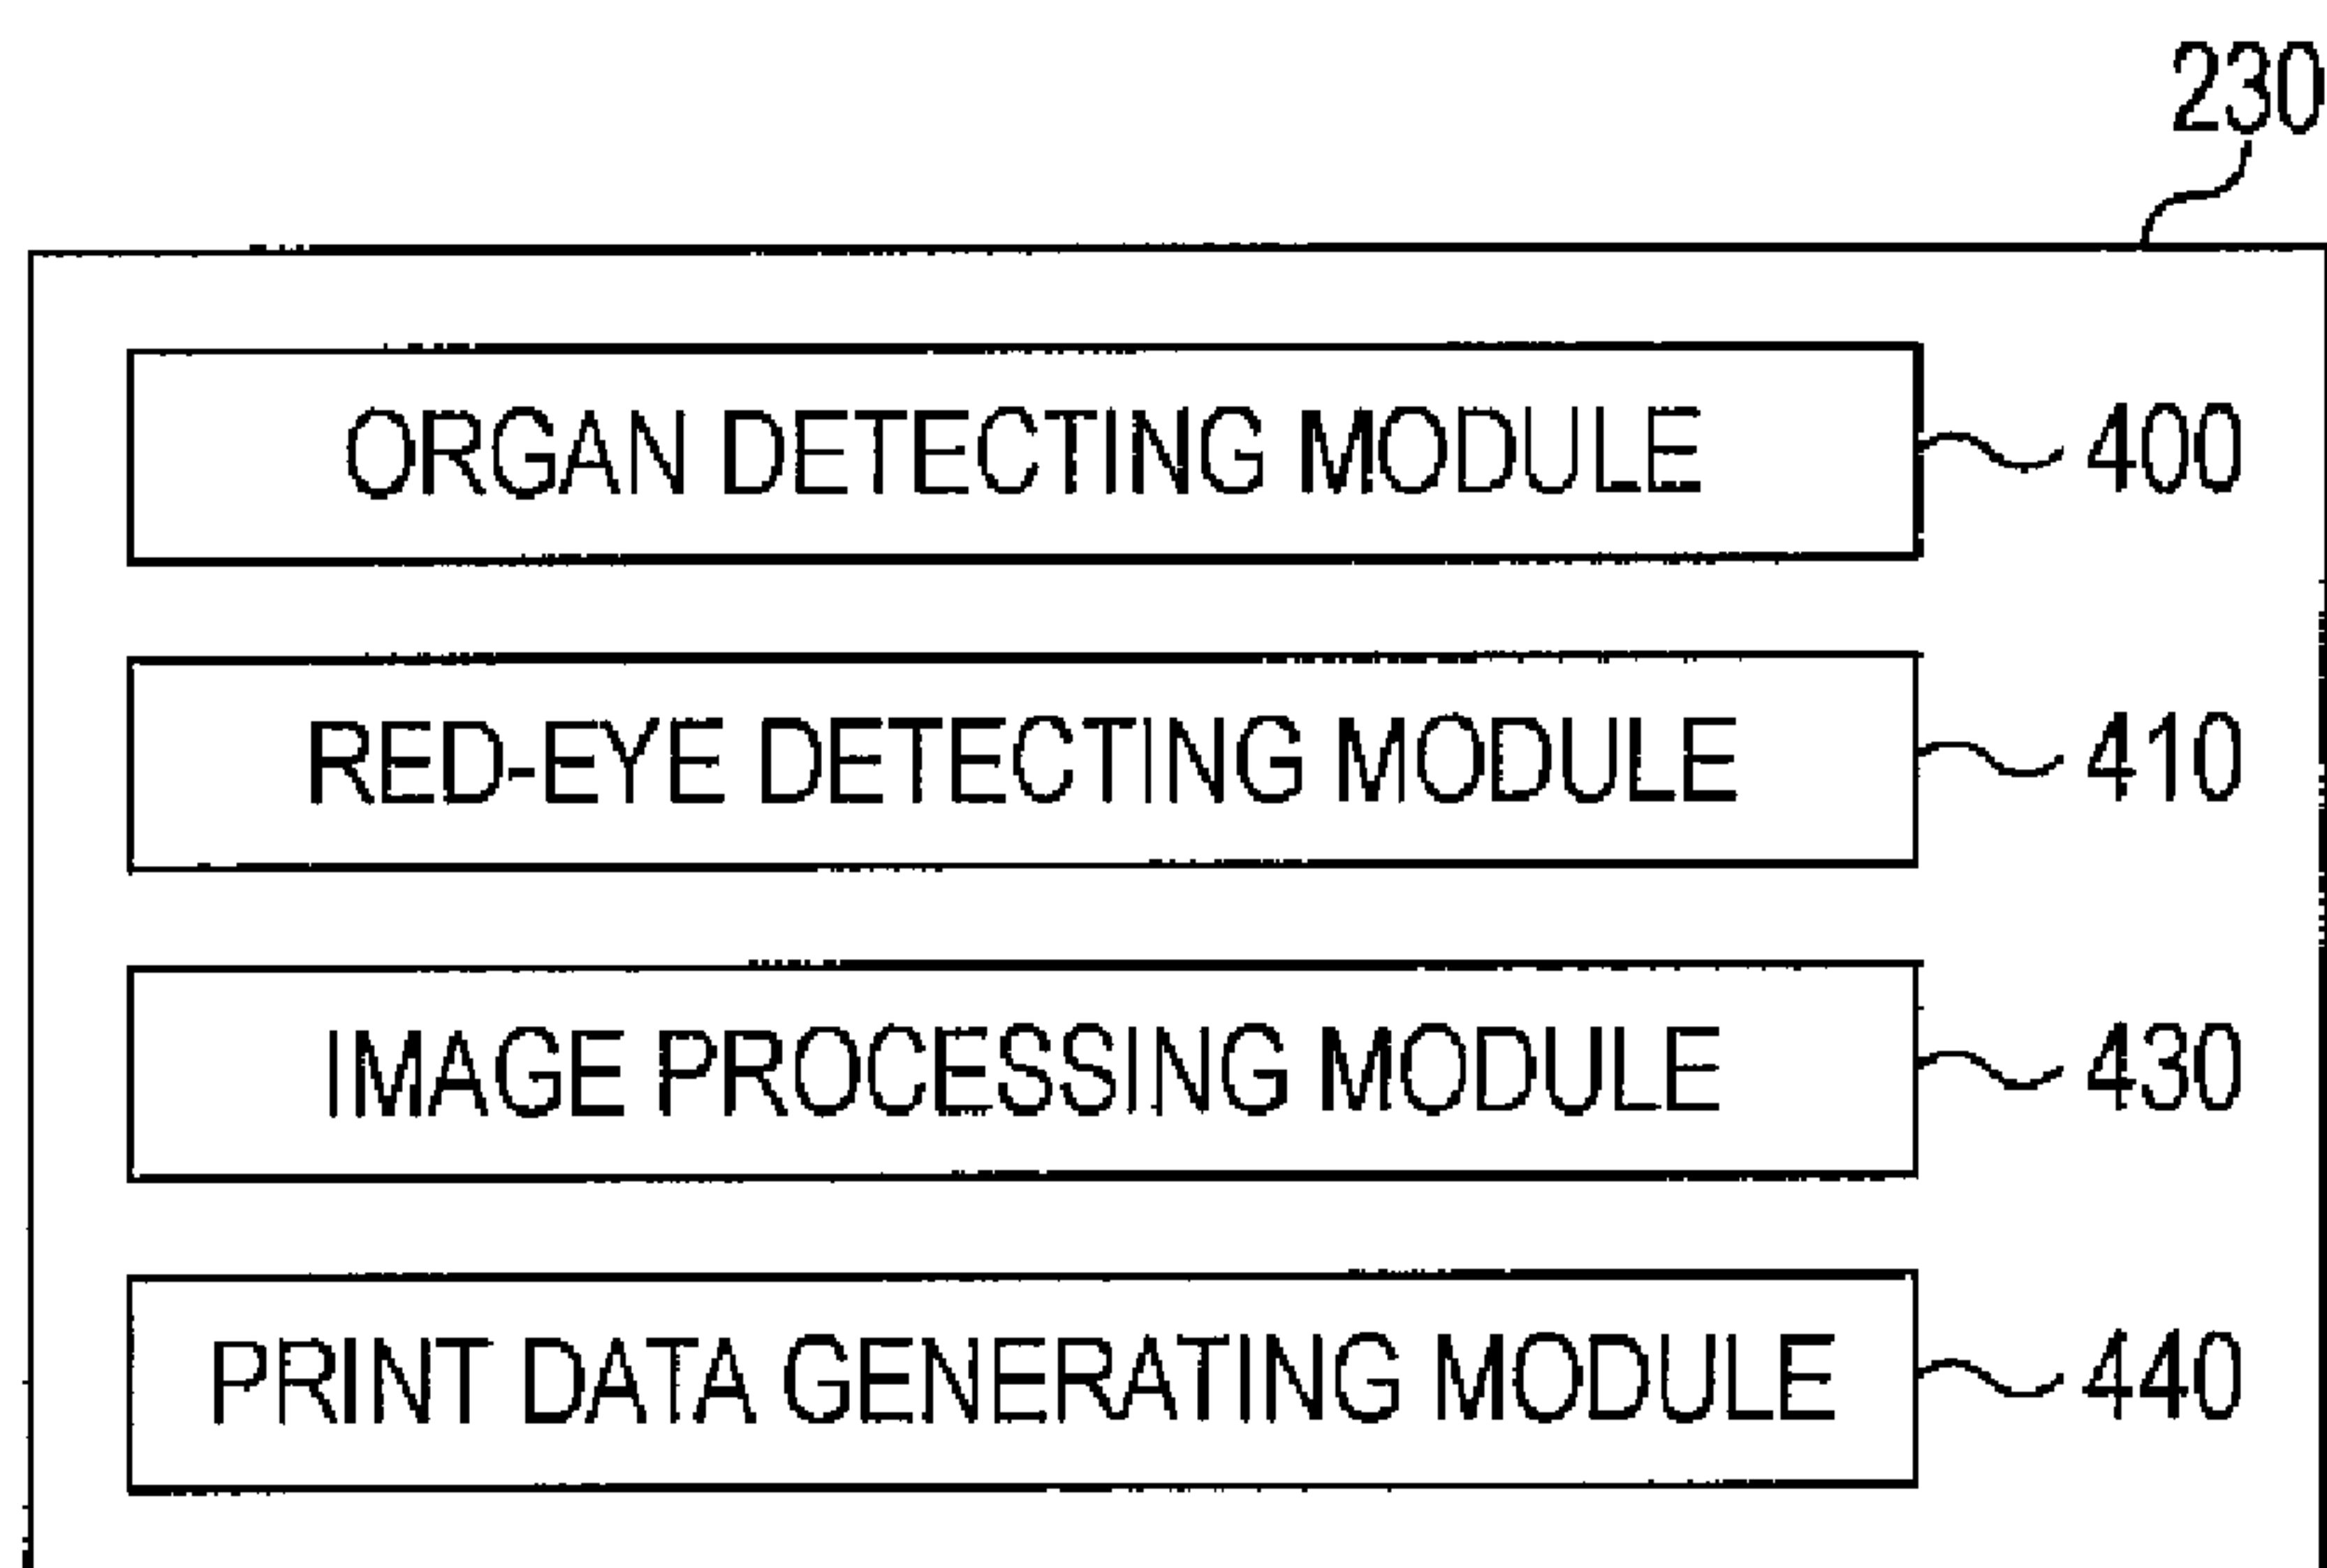 230
ORGAN DETECTING MODULE 400
RED-EYE DETECTING MODULE 410
IMAGE PROCESSING MODULE 430
PRINT DATA GENERATING MODULE 440